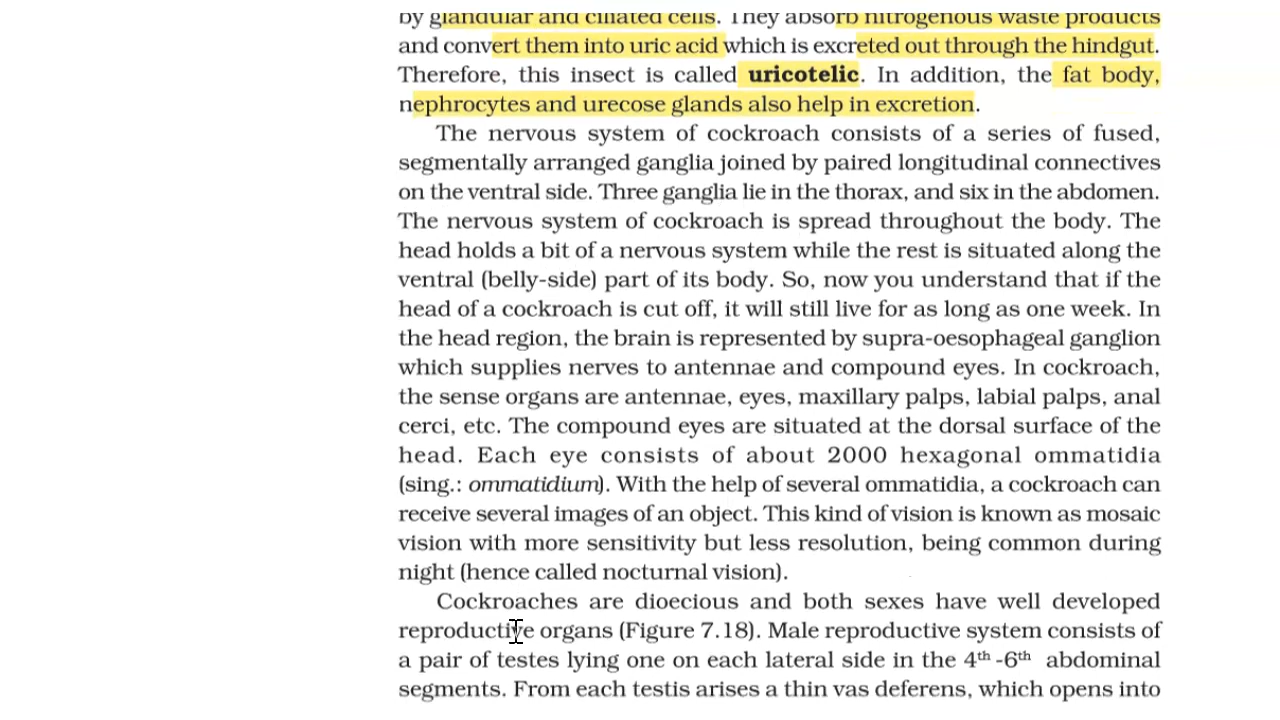 by glandular and ciliated cells. They absorb nitrogenous waste products
and convert them into uric acid which is excreted out through the hindgut.
Therefore, this insect is called uricotelic. In addition, the fat body,
nephrocytes and urecose glands also help in excretion.
The nervous system of cockroach consists of a series of fused,
segmentally arranged ganglia joined by paired longitudinal connectives
on the ventral side. Three ganglia lie in the thorax, and six in the abdomen.
The nervous system of cockroach is spread throughout the body. The
head holds a bit of a nervous system while the rest is situated along the
ventral (belly-side) part of its body. So, now you understand that if the
head of a cockroach is cut off, it will still live for as long as one week. In
the head region, the brain is represented by supra-oesophageal ganglion
which supplies nerves to antennae and compound eyes. In cockroach,
the sense organs are antennae, eyes, maxillary palps, labial palps, anal
cerci, etc. The compound eyes are situated at the dorsal surface of the
head. Each eye consists of about 2000 hexagonal ommatidia
(sing.: ommatidium). With the help of several ommatidia, a cockroach can
receive several images of an object. This kind of vision is known as mosaic
vision with more sensitivity but less resolution, being common during
night (hence called nocturnal vision).
Cockroaches are dioecious and both sexes have well developed
reproductive organs (Figure 7.18). Male reproductive system consists of
a pair of testes lying one on each lateral side in the 4th -6th abdominal
segments. From each testis arises a thin vas deferens, which opens into